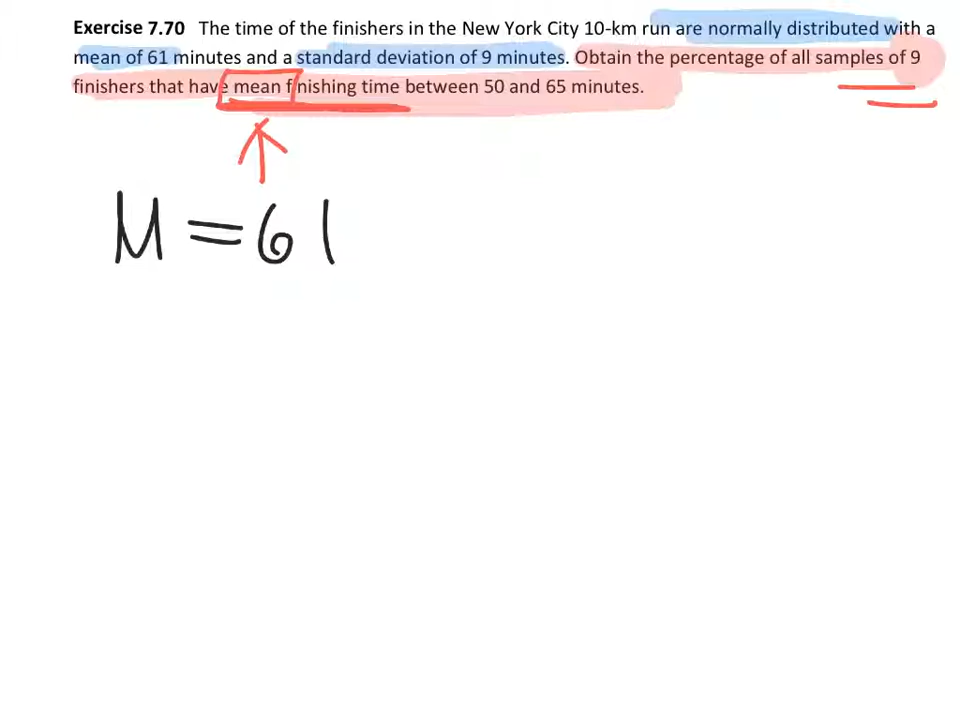 Exercise 7.70 The time of the finishers in the New York City 10-km run are normally distributed with a
mean of 61 minutes and a standard deviation of 9 minutes. Obtain the percentage of all samples of 9
finishers that have mean finishing time between 50 and 65 minutes.
M = 61